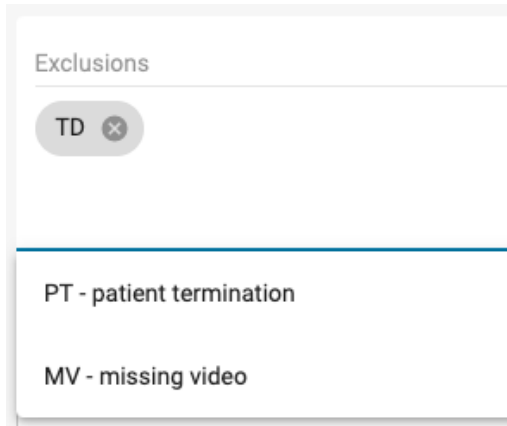 Exclusions
TD
PT - patient termination
MV - missing video